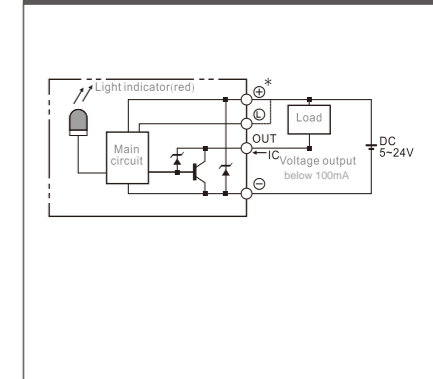 Light indicator(red)
⊕*
Ⓛ
Load
Main
circuit
OUT
IC
Voltage output
below 100mA
DC
5~24V
⊖